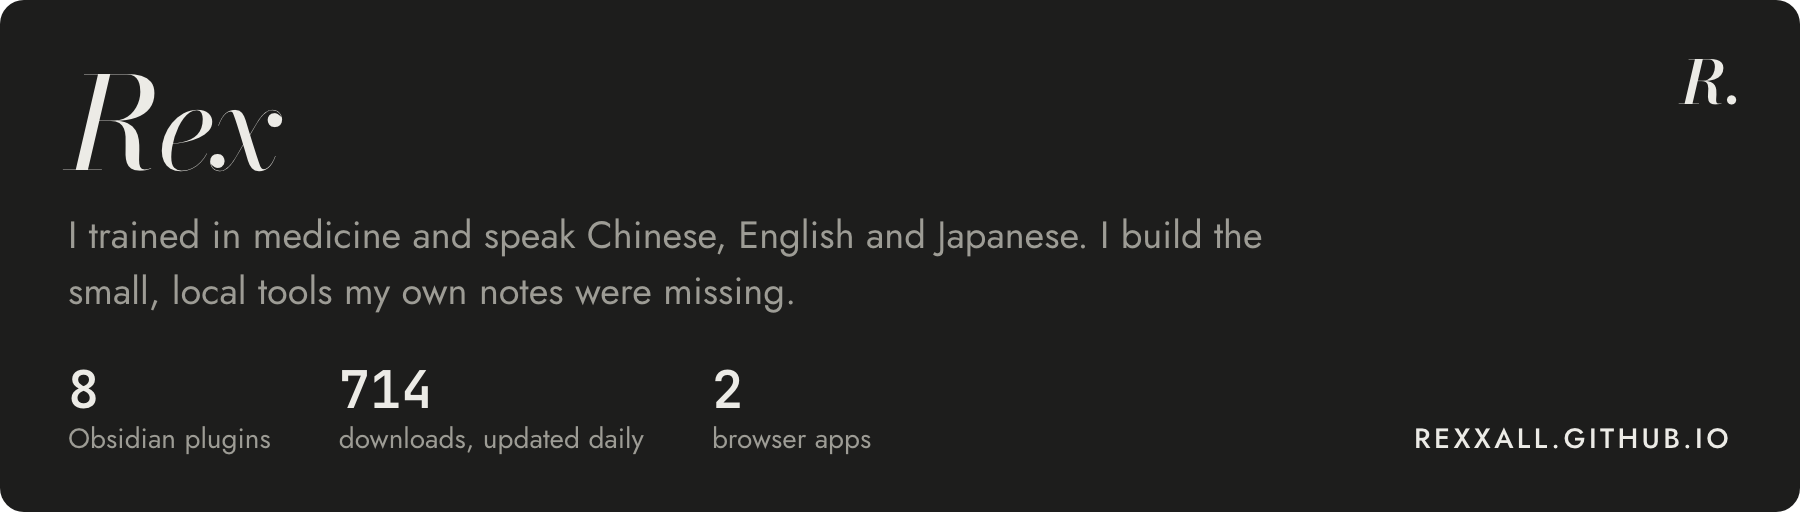 Rex
R.
I trained in medicine and speak Chinese, English and Japanese. I build the
small, local tools my own notes were missing.
8
Obsidian plugins
714
downloads, updated daily
2
browser apps
REXXALL.GITHUB.IO